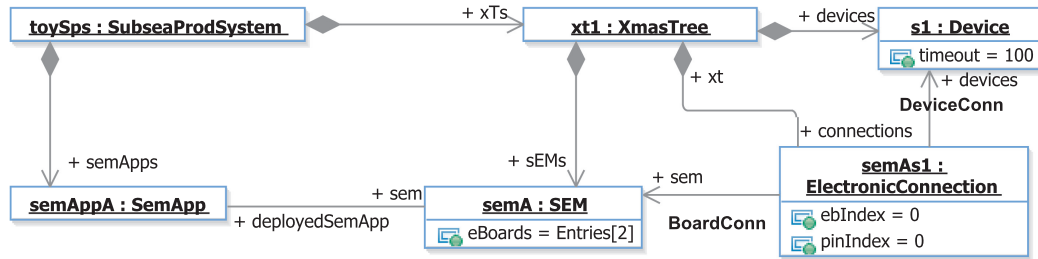 toySps : SubseaProdSystem
+ xTs
xt1 : XmasTree
+ devices
s1 : Device
timeout = 100
+ xt
+ devices
DeviceConn
+ connections
+ semApps
+ sEMs
semAppA : SemApp
+ sem
+ deployedSemApp
semA : SEM
eBoards = Entries[2]
+ sem
BoardConn
semAs1 :
ElectronicConnection
ebIndex = 0
pinIndex = 0